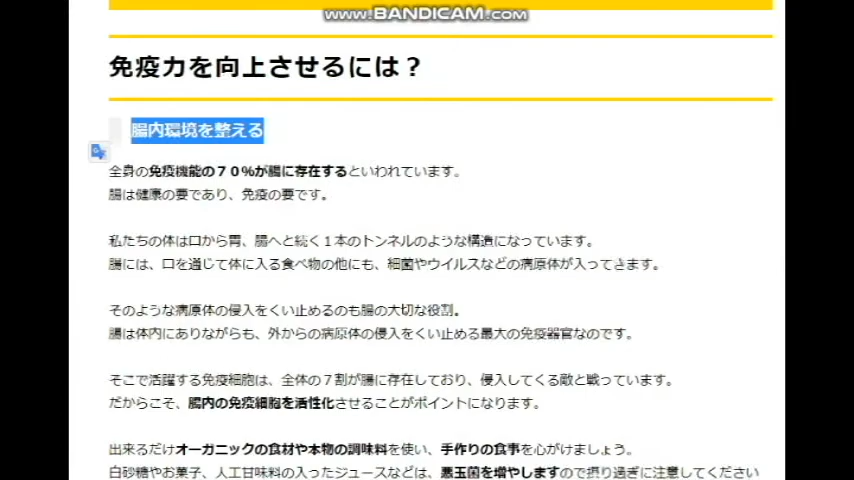 www.BANDICAM.com
免疫力を向上させるには？
腸内環境を整える
全身の免疫機能の７０％が腸に存在するといわれています。
腸は健康の要であり、免疫の要です。
私たちの体は口から胃、腸へと続く１本のトンネルのような構造になっています。
腸には、口を通じて体に入る食べ物の他にも、細菌やウイルスなどの病原体が入ってきます。
そのような病原体の侵入をくい止めるのも腸の大切な役割。
腸は体内にありながらも、外からの病原体の侵入をくい止める最大の免疫器官なのです。
そこで活躍する免疫細胞は、全体の７割が腸に存在しており、侵入してくる敵と戦っています。
だからこそ、腸内の免疫細胞を活性化させることがポイントになります。
出来るだけオーガニックの食材や本物の調味料を使い、手作りの食事を心がけましょう。
白砂糖やお菓子、人工甘味料の入ったジュースなどは、悪玉菌を増やしますので摂り過ぎに注意してください